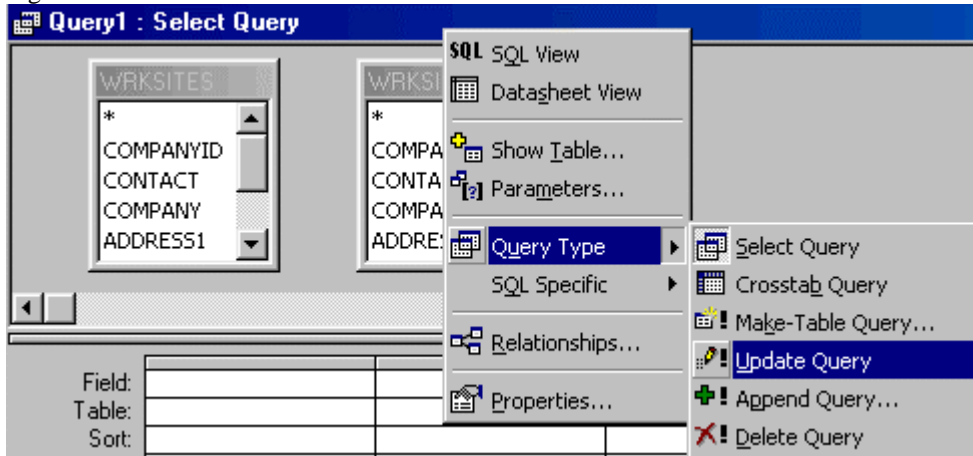 Query1 : Select Query
WRKSITES
*
COMPANYID
CONTACT
COMPANY
ADDRESS1
WRKSI
*
COMPA
CONTA
COMPA
ADDRE
SQL SQL View
Datasheet View
Show Table...
Parameters...
Query Type
SQL Specific
Relationships...
Properties...
Select Query
Crosstab Query
Make-Table Query...
Update Query
Append Query...
Delete Query
Field:
Table:
Sort: